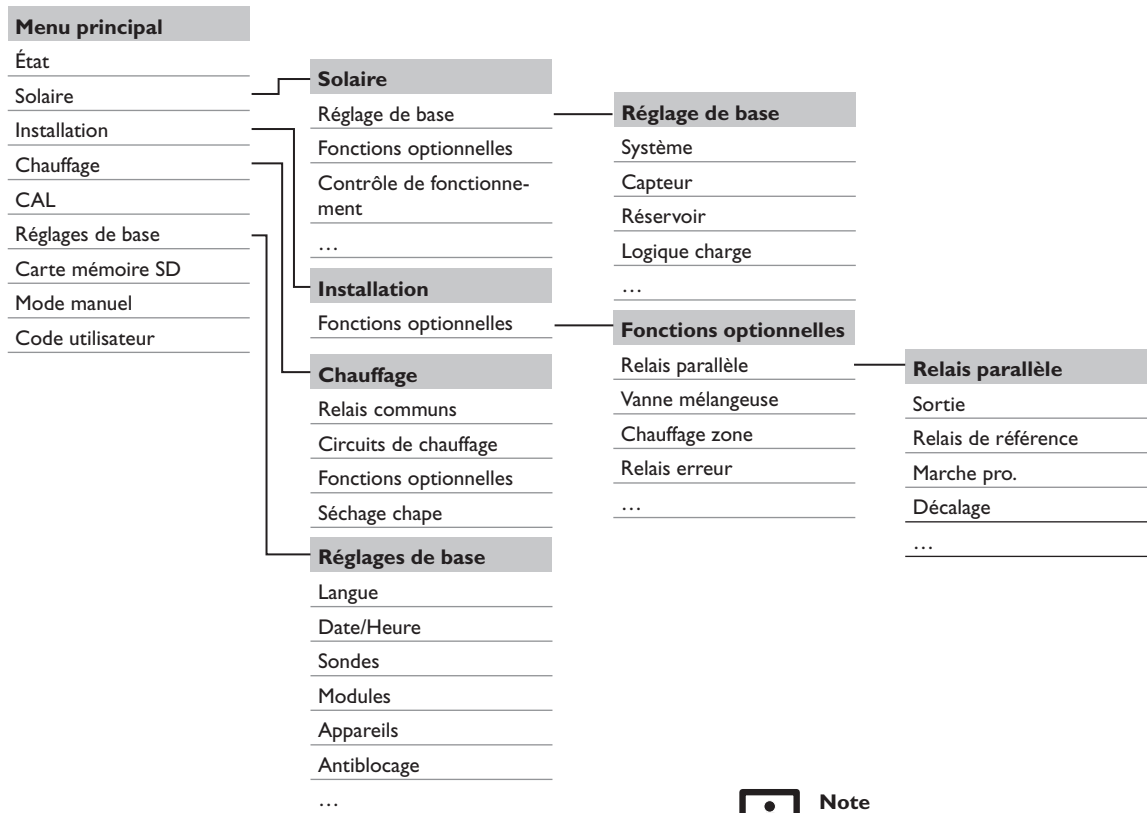 Menu principal
État
Solaire
Installation
Chauffage
CAL
Réglages de base
Carte mémoire SD
Mode manuel
Code utilisateur
Solaire
Réglage de base
Fonctions optionnelles
Contrôle de fonctionne-
ment
…
Installation
Fonctions optionnelles
Chauffage
Relais communs
Circuits de chauffage
Fonctions optionnelles
Séchage chape
Réglages de base
Langue
Date/Heure
Sondes
Modules
Appareils
Antiblocage
…
Réglage de base
Système
Capteur
Réservoir
Logique charge
…
Fonctions optionnelles
Relais parallèle
Vanne mélangeuse
Chauffage zone
Relais erreur
…
Relais parallèle
Sortie
Relais de référence
Marche pro.
Décalage
…
Note